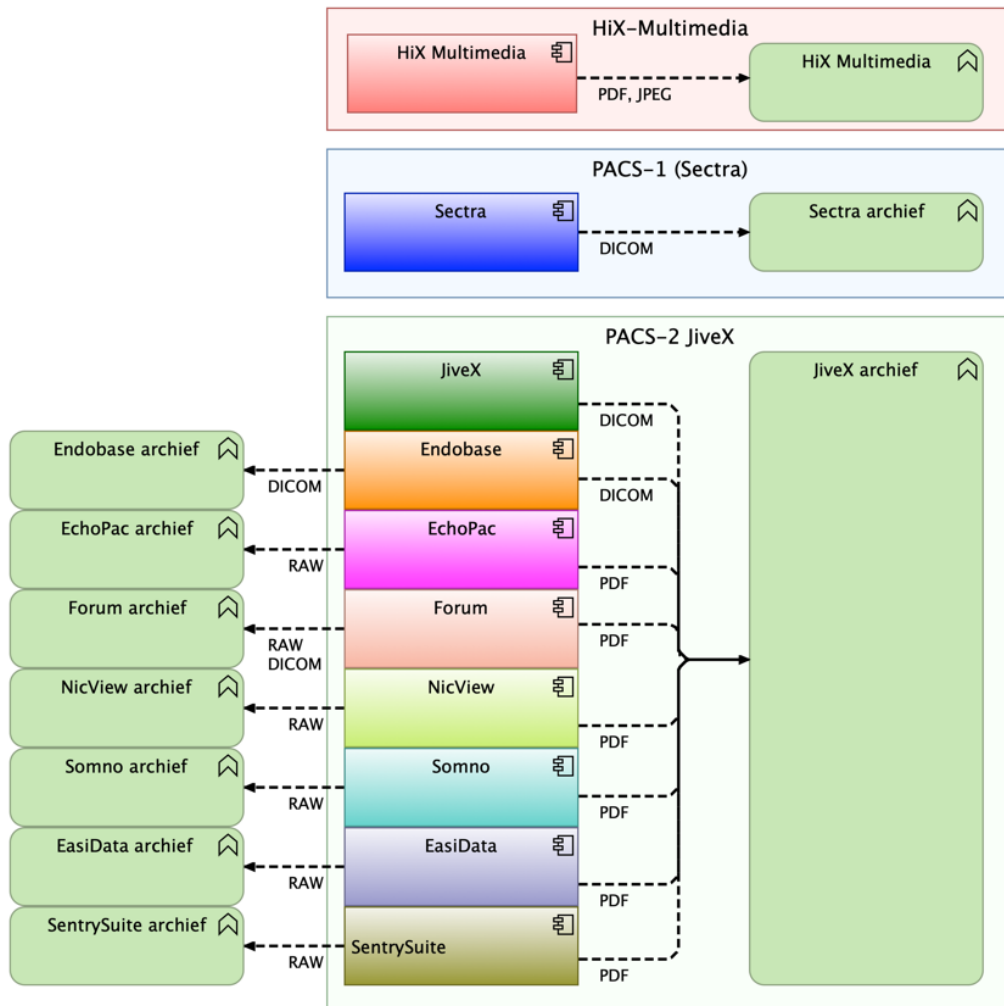 HiX-Multimedia
HiX Multimedia
PDF, JPEG
HiX Multimedia
PACS-1 (Sectra)
Sectra
DICOM
Sectra archief
PACS-2 JiveX
JiveX
DICOM
JiveX archief
Endobase archief
DICOM
Endobase
DICOM
EchoPac archief
RAW
EchoPac
PDF
Forum archief
RAW
DICOM
Forum
PDF
NicView archief
RAW
NicView
PDF
Somno archief
RAW
Somno
PDF
EasiData archief
RAW
EasiData
PDF
SentrySuite archief
RAW
SentrySuite
PDF